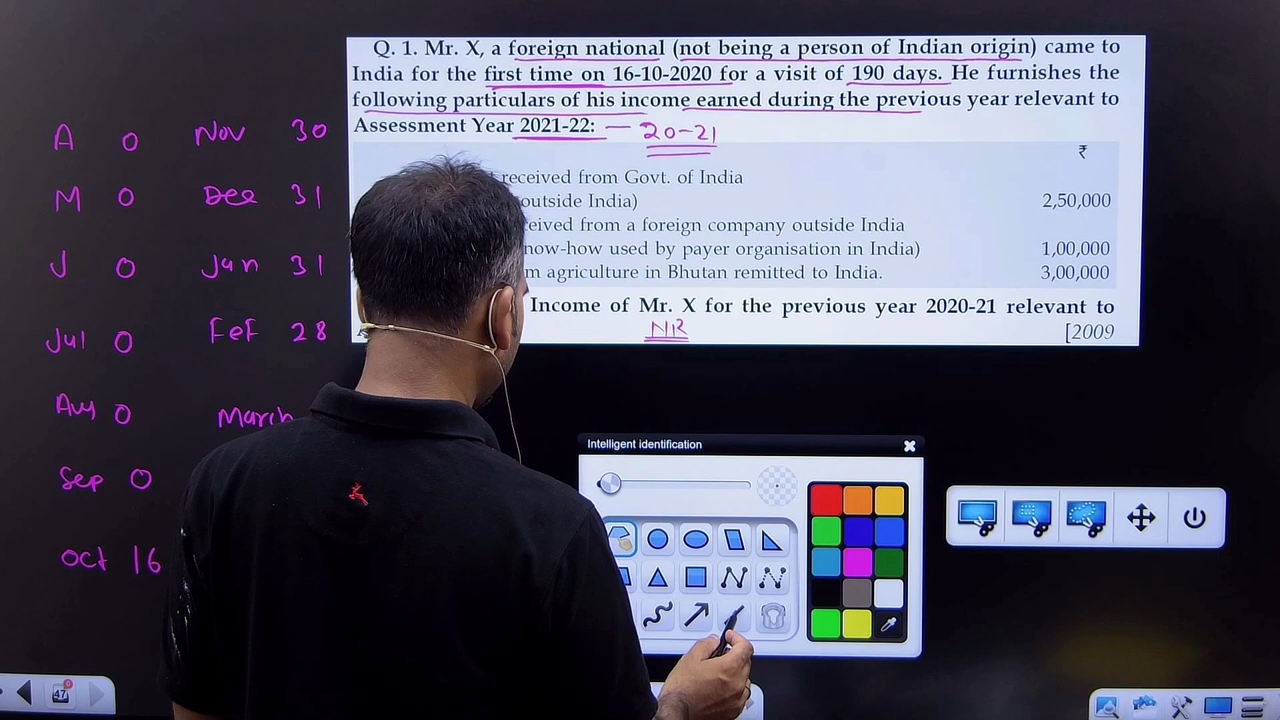 Q. 1. Mr. X, a foreign national (not being a person of Indian origin) came to
India for the first time on 16-10-2020 for a visit of 190 days. He furnishes the
following particulars of his income earned during the previous year relevant to
Assessment Year 2021-22: — 20-21
₹
received from Govt. of India
outside India) 2,50,000
received from a foreign company outside India
now-how used by payer organisation in India) 1,00,000
agriculture in Bhutan remitted to India. 3,00,000
Income of Mr. X for the previous year 2020-21 relevant to
NR [2009
A 0 Nov 30
M 0 Dec 31
J 0 Jan 31
Jul 0 Fef 28
Aug 0 March
Sep 0
Oct 16
Intelligent identification
47